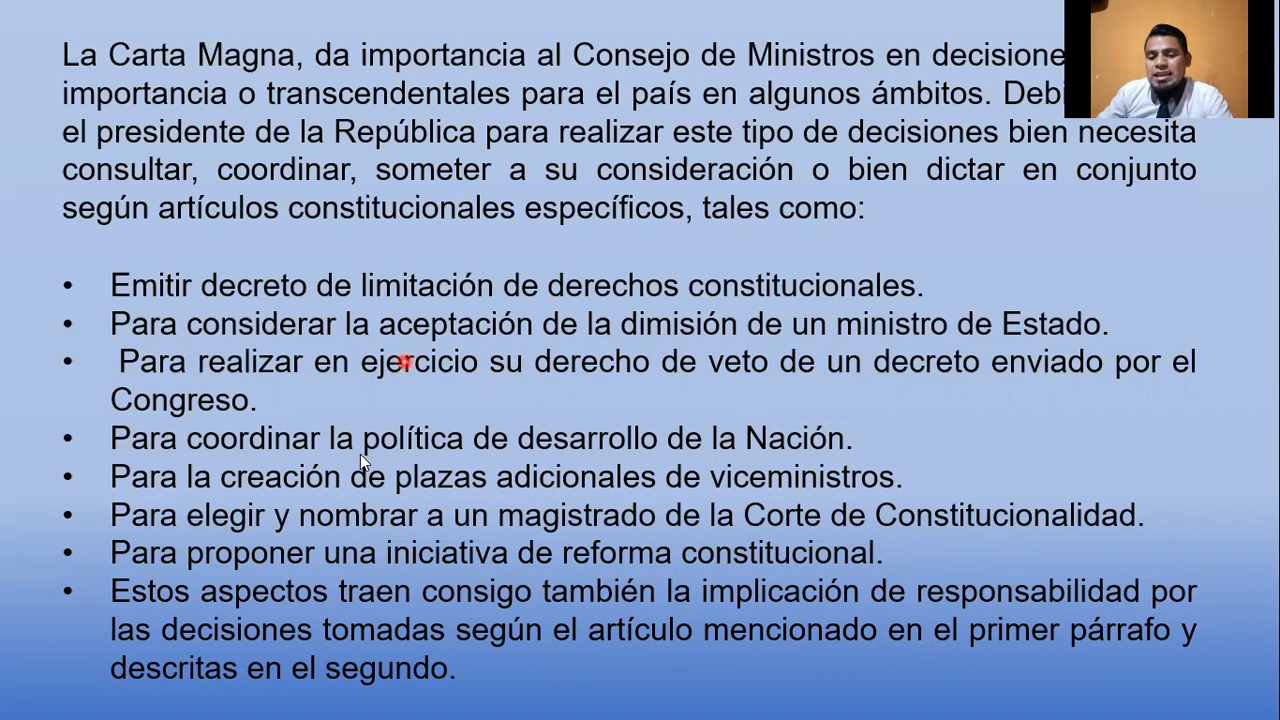 La Carta Magna, da importancia al Consejo de Ministros en decisione
importancia o transcendentales para el país en algunos ámbitos. Debi
el presidente de la República para realizar este tipo de decisiones bien necesita
consultar, coordinar, someter a su consideración o bien dictar en conjunto
según artículos constitucionales específicos, tales como:
• Emitir decreto de limitación de derechos constitucionales.
• Para considerar la aceptación de la dimisión de un ministro de Estado.
• Para realizar en ejercicio su derecho de veto de un decreto enviado por el
Congreso.
• Para coordinar la política de desarrollo de la Nación.
• Para la creación de plazas adicionales de viceministros.
• Para elegir y nombrar a un magistrado de la Corte de Constitucionalidad.
• Para proponer una iniciativa de reforma constitucional.
• Estos aspectos traen consigo también la implicación de responsabilidad por
las decisiones tomadas según el artículo mencionado en el primer párrafo y
descritas en el segundo.